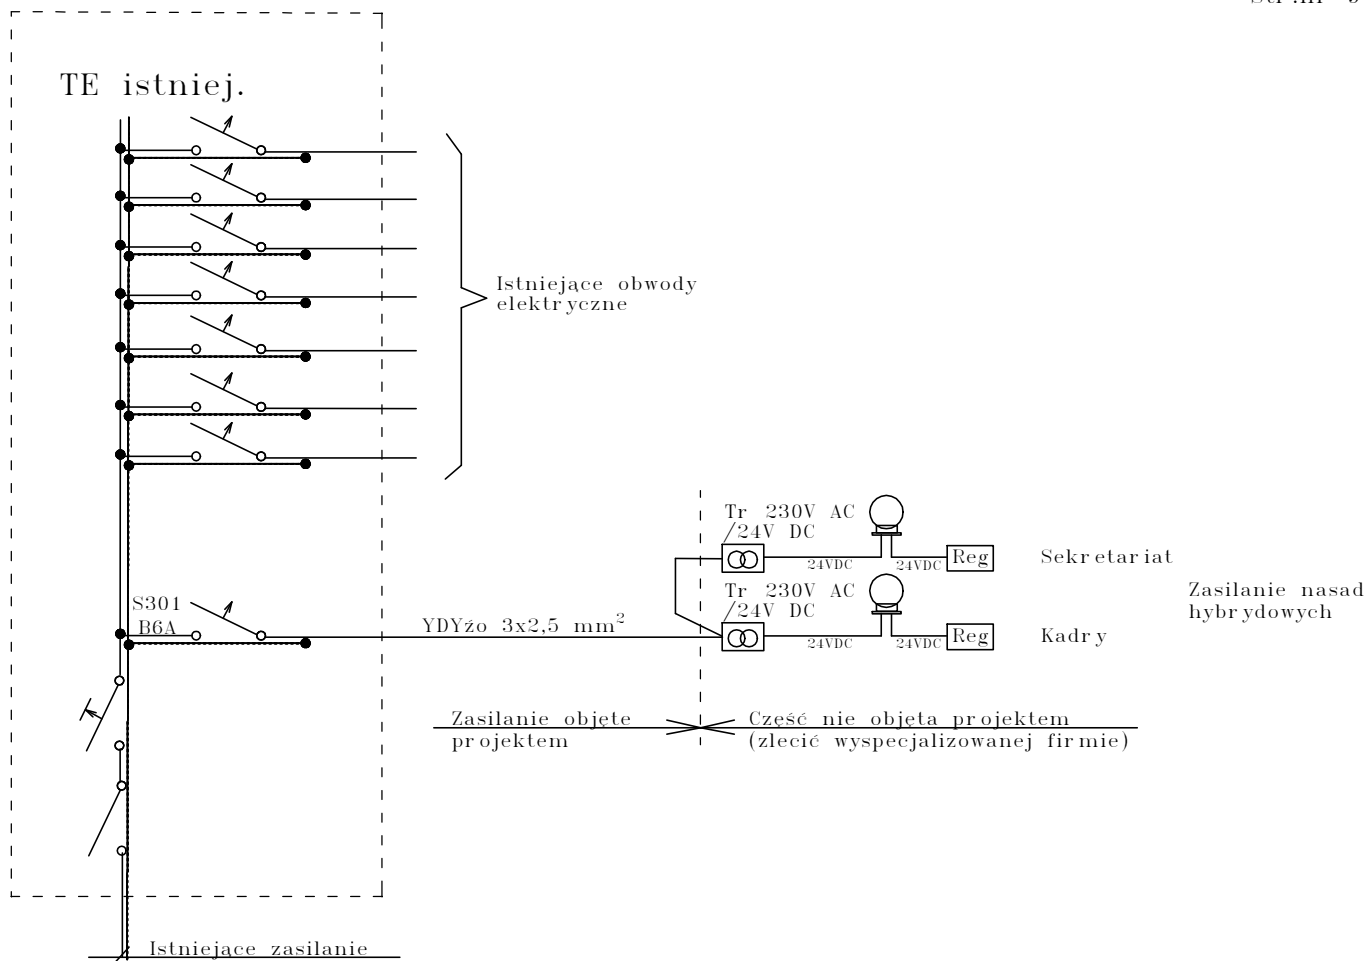 TE istniej.
Istniejące obwody
elektryczne
Tr 230V AC
/24V DC
24VDC
24VDC
Reg
Sekretariat
Tr 230V AC
/24V DC
24VDC
24VDC
Reg
Kadry
Zasilanie nasad
hybrydowych
S301
B6A
YDYżo 3x2,5 mm²
Zasilanie objęte
projektem
Część nie objęta projektem
(zlecić wyspecjalizowanej firmie)
Istniejące zasilanie